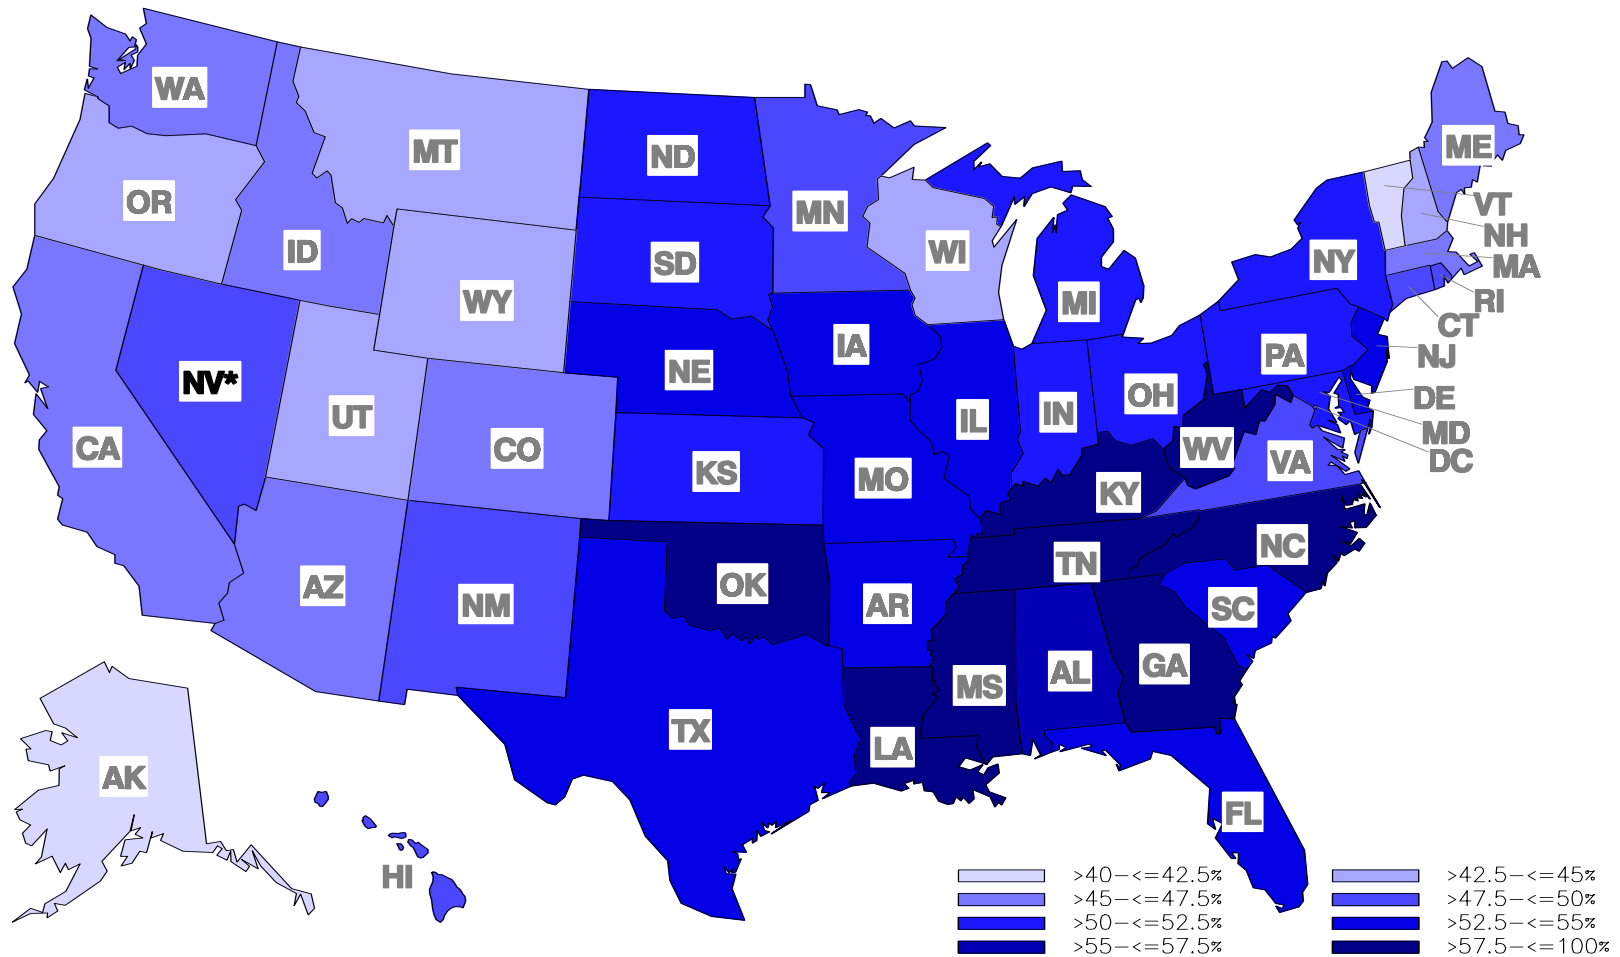 WA
MT
ND
ME
OR
MN
VT
ID
SD
WI
NY
NH
MA
WY
MI
RI
CT
IA
PA
NJ
NV*
NE
OH
DE
UT
IL
IN
MD
CA
CO
KS
MO
WV
VA
DC
KY
NC
TN
AZ
OK
NM
AR
SC
GA
AL
MS
TX
LA
AK
FL
HI
>40-<=42.5% >42.5-<=45%
>45-<=47.5% >47.5-<=50%
>50-<=52.5% >52.5-<=55%
>55-<=57.5% >57.5-<=100%